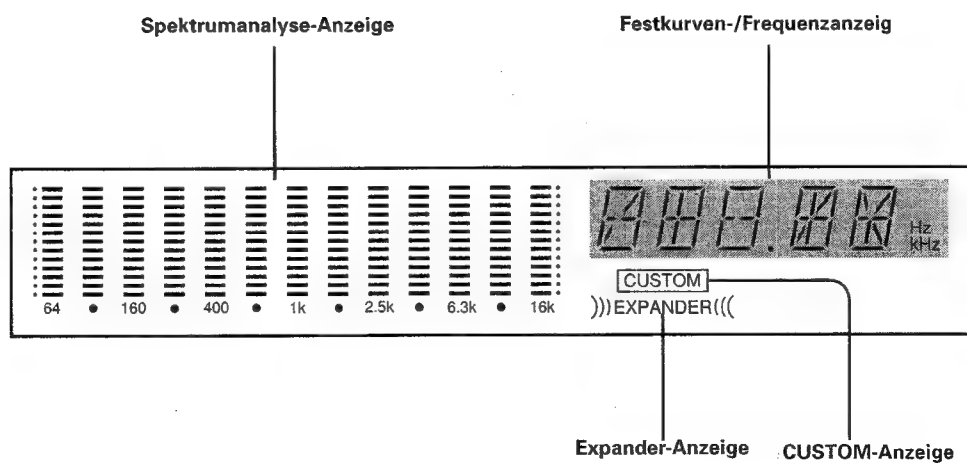 Spektrumanalyse-Anzeige
Festkurven-/Frequenzanzeig
Hz
kHz
CUSTOM
64 • 160 • 400 • 1k • 2.5k • 6.3k • 16k
)))EXPANDER(((
Expander-Anzeige
CUSTOM-Anzeige